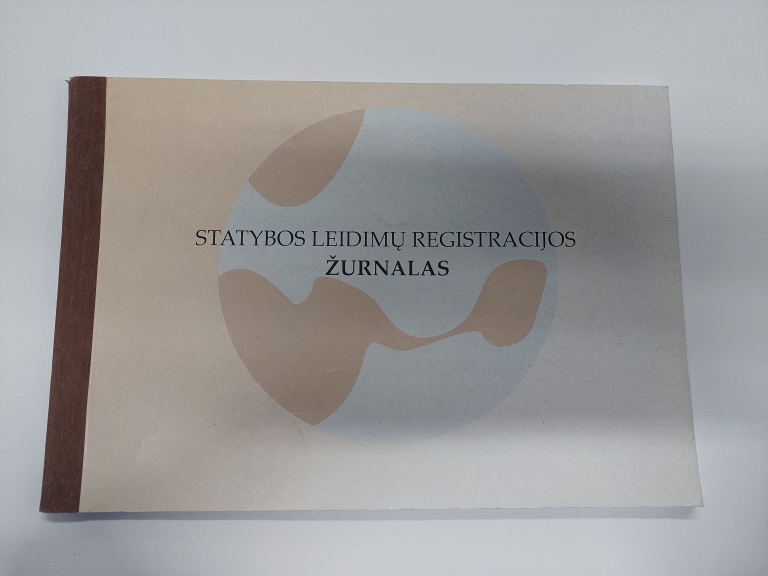 STATYBOS LEIDIMŲ REGISTRACIJOS
ŽURNALAS